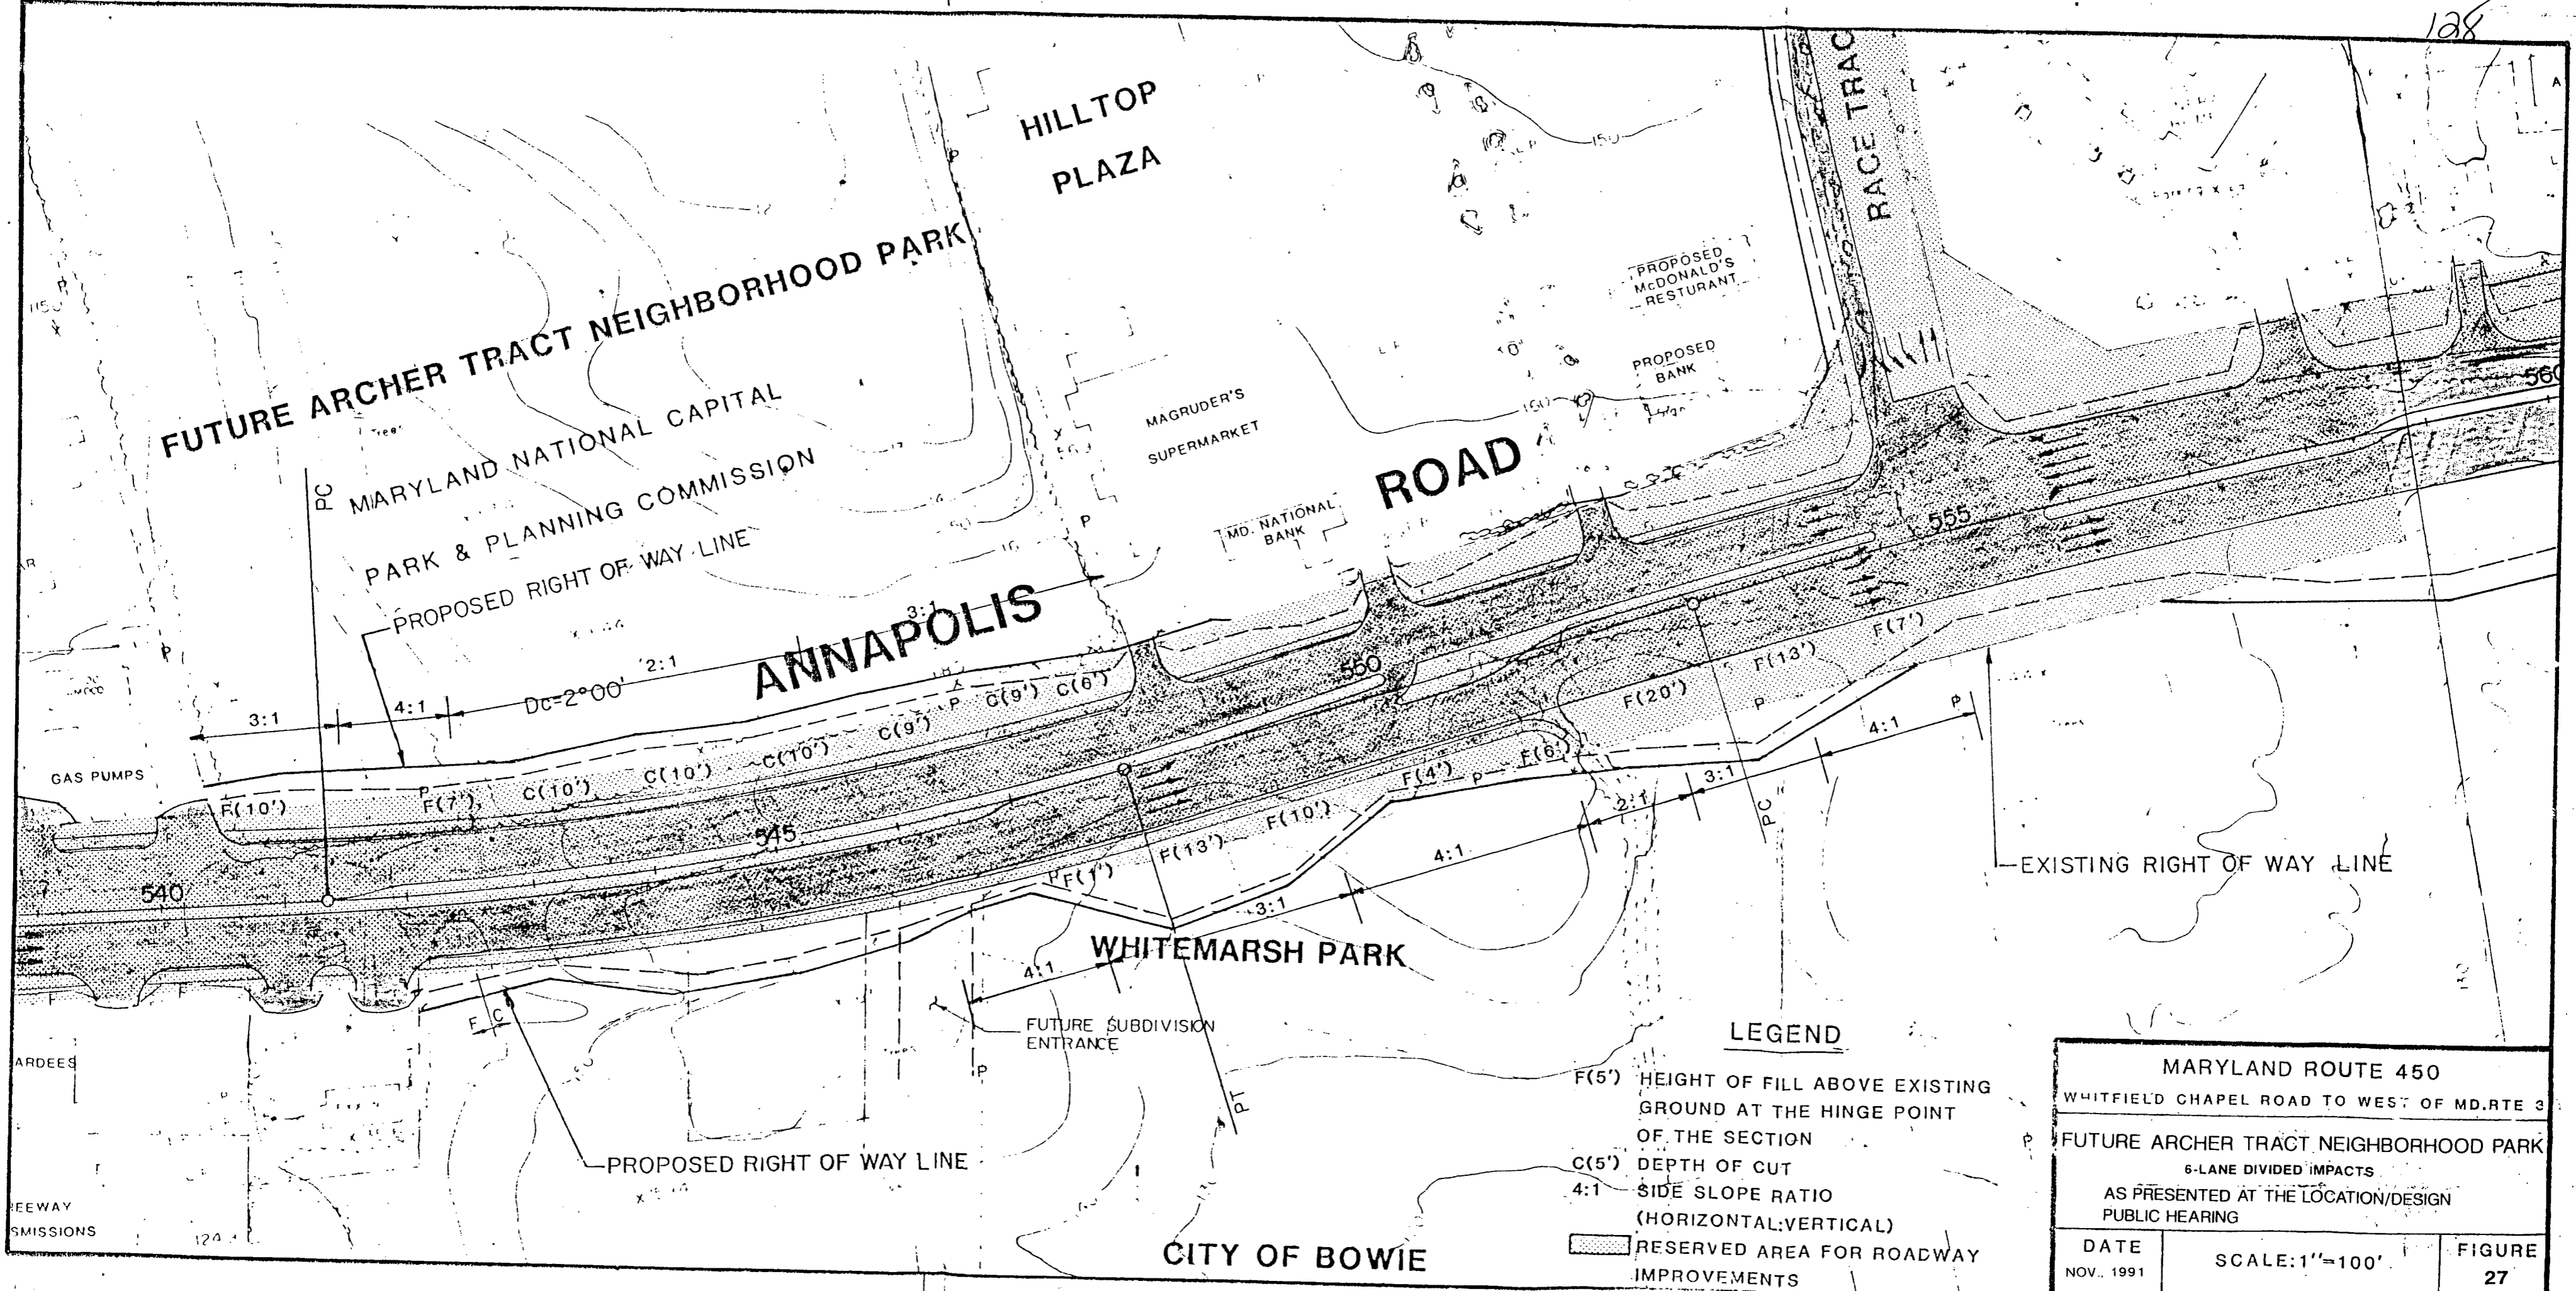 128
HILLTOP
PLAZA
RACE TRAC
FUTURE ARCHER TRACT NEIGHBORHOOD PARK
MARYLAND NATIONAL CAPITAL
PARK & PLANNING COMMISSION
PROPOSED RIGHT OF WAY LINE
PC
PROPOSED
McDONALD'S
RESTURANT
PROPOSED
BANK
MAGRUDER'S
SUPERMARKET
MD. NATIONAL
BANK
ANNAPOLIS
ROAD
150
160
3:1
4:1
Dc=2°00'
2:1
3:1
GAS PUMPS
F(10')
F(7')
C(10')
C(10')
C(10')
C(9')
C(9')
C(6')
540
545
550
555
560
F(1')
F(13')
F(10')
F(4')
F(6')
F(20')
F(13')
F(7')
4:1
3:1
4:1
2:1
3:1
4:1
PC
PT
F C
P
WHITEMARSH PARK
EXISTING RIGHT OF WAY LINE
FUTURE SUBDIVISION
ENTRANCE
PROPOSED RIGHT OF WAY LINE
ARDEES
EEWAY
SMISSIONS
CITY OF BOWIE
LEGEND
F(5') HEIGHT OF FILL ABOVE EXISTING
GROUND AT THE HINGE POINT
OF THE SECTION
C(5') DEPTH OF CUT
4:1 SIDE SLOPE RATIO
(HORIZONTAL:VERTICAL)
RESERVED AREA FOR ROADWAY
IMPROVEMENTS
MARYLAND ROUTE 450
WHITFIELD CHAPEL ROAD TO WEST OF MD.RTE 3
FUTURE ARCHER TRACT NEIGHBORHOOD PARK
6-LANE DIVIDED IMPACTS
AS PRESENTED AT THE LOCATION/DESIGN
PUBLIC HEARING
DATE
NOV.. 1991
SCALE:1''=100'
FIGURE
27